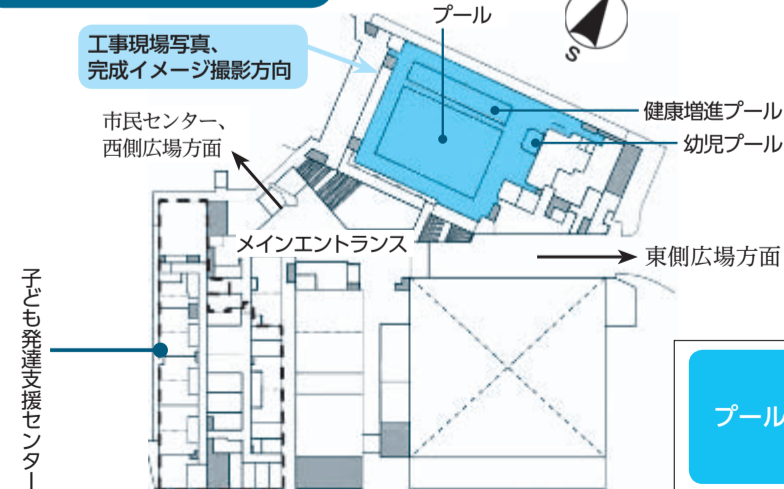 プール
S
工事現場写真、
完成イメージ撮影方向
健康増進プール
幼児プール
市民センター、
西側広場方面
メインエントランス
東側広場方面
子ども発達支援センター
プール